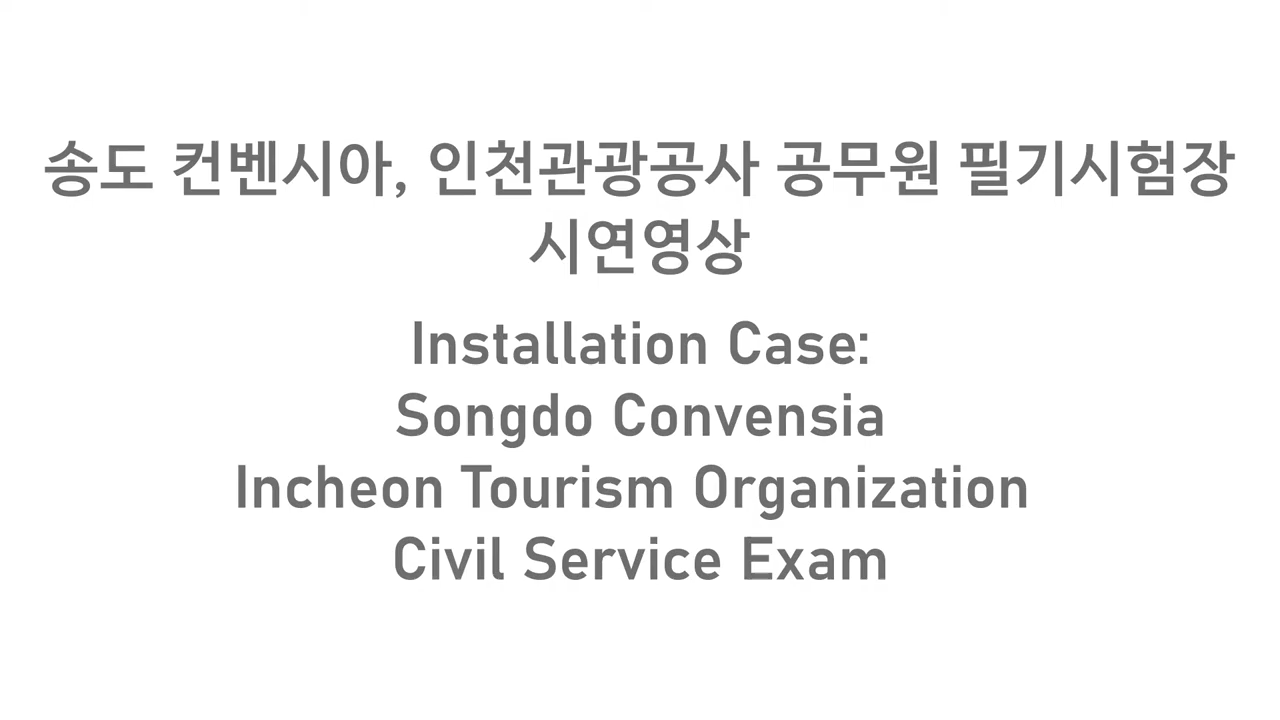 송도 컨벤시아, 인천관광공사 공무원 필기시험장
시연영상
Installation Case:
Songdo Convensia
Incheon Tourism Organization
Civil Service Exam